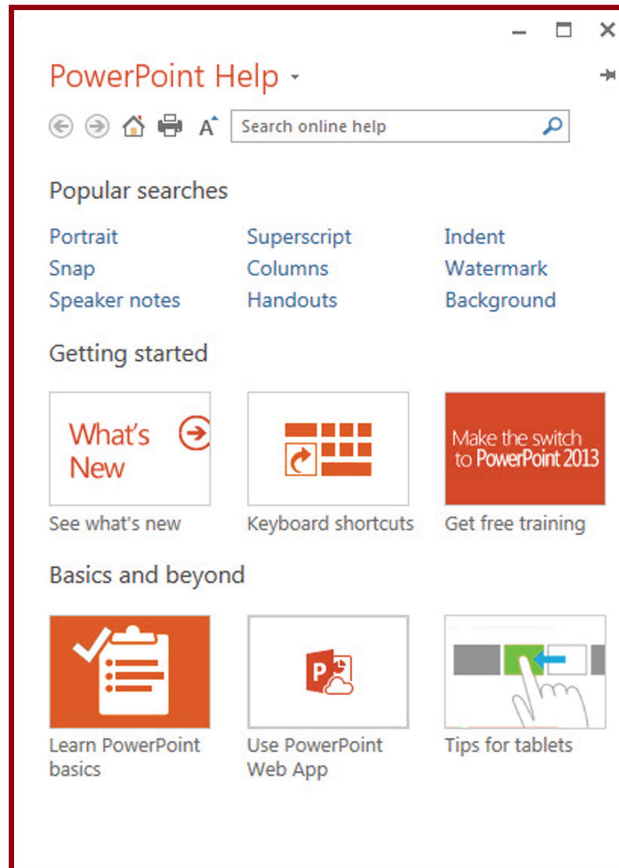 PowerPoint Help
A
Search online help
Popular searches
Portrait Superscript Indent
Snap Columns Watermark
Speaker notes Handouts Background
Getting started
What's
New
Make the switch
to PowerPoint 2013
See what's new Keyboard shortcuts Get free training
Basics and beyond
P
Learn PowerPoint
basics
Use PowerPoint
Web App
Tips for tablets